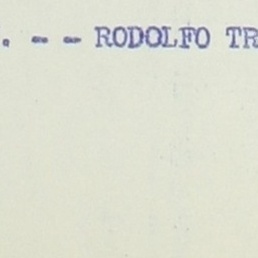 . -- RODOLFO TR